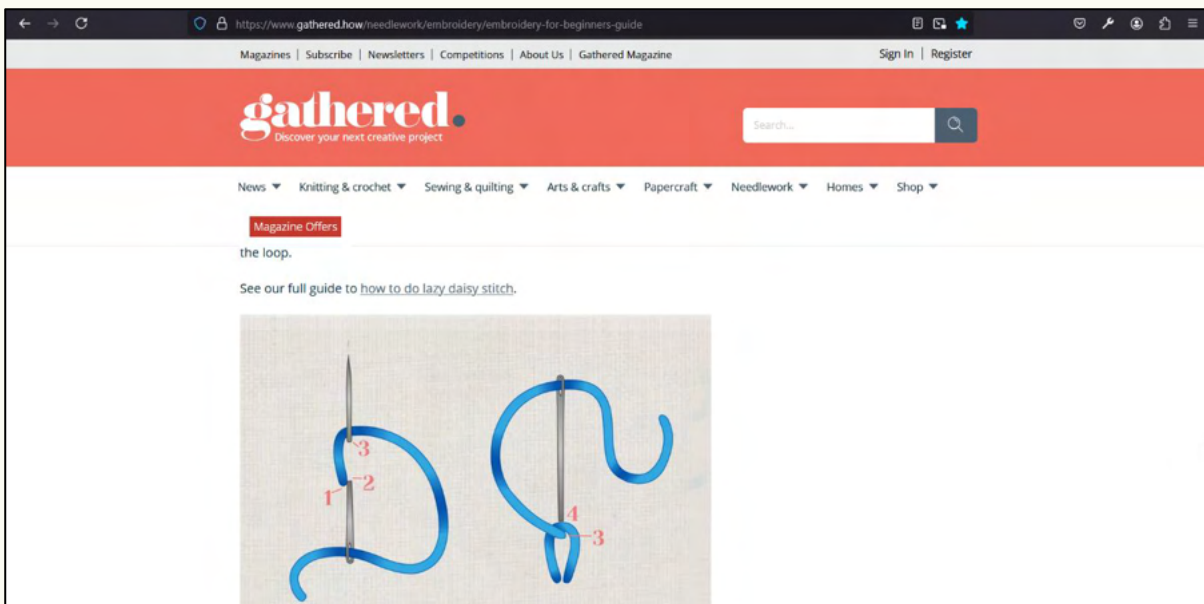 https://www.gathered.how/needlework/embroidery/embroidery-for-beginners-guide
Magazines | Subscribe | Newsletters | Competitions | About Us | Gathered Magazine Sign In | Register
gathered.
Discover your next creative project
Search...
News Knitting & crochet Sewing & quilting Arts & crafts Papercraft Needlework Homes Shop
Magazine Offers
the loop.
See our full guide to how to do lazy daisy stitch.
3
1 2
4
3